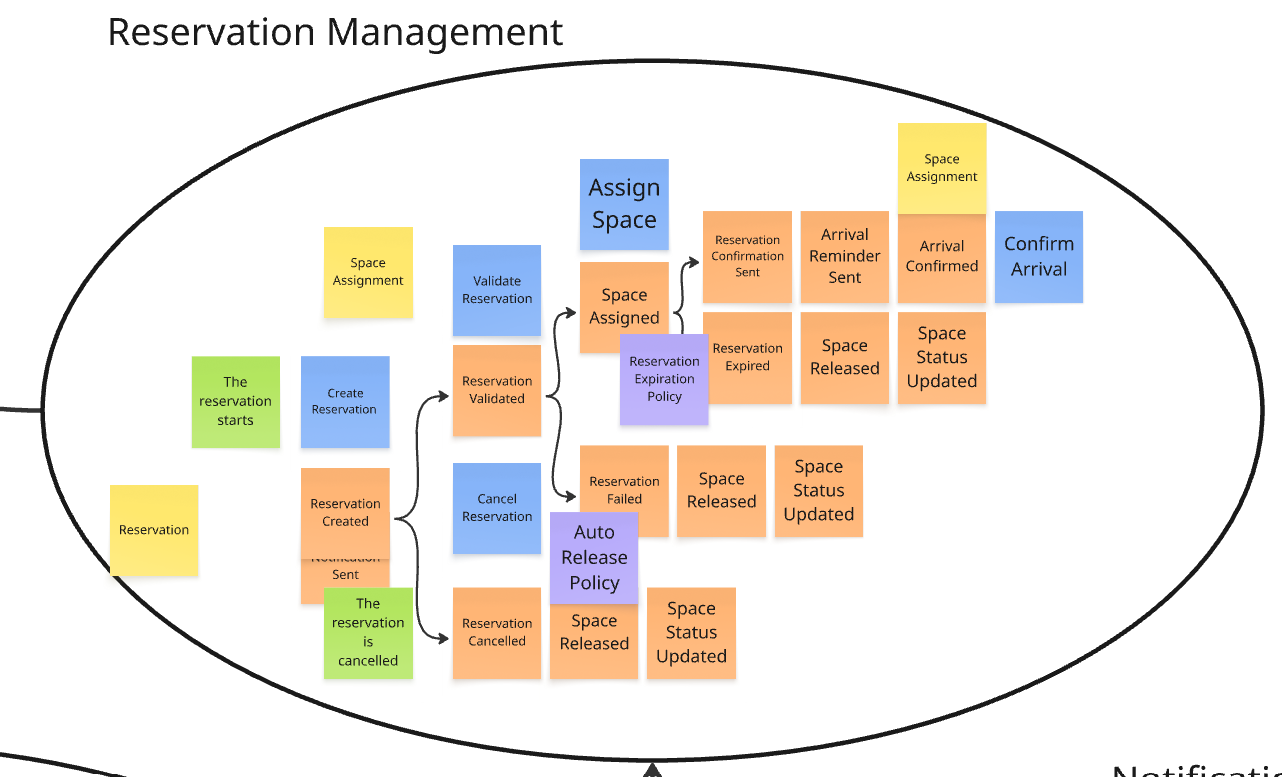 Reservation Management
Space
Assignment
Assign
Space
Reservation
Confirmation
Sent
Arrival
Reminder
Sent
Arrival
Confirmed
Confirm
Arrival
Space
Assignment
Validate
Reservation
Space
Assigned
Reservation
Expiration
Policy
Reservation
Expired
Space
Released
Space
Status
Updated
The
reservation
starts
Create
Reservation
Reservation
Validated
Reservation
Created
Notification
Sent
Cancel
Reservation
Reservation
Failed
Space
Released
Space
Status
Updated
Reservation
Auto
Release
Policy
The
reservation
is
cancelled
Reservation
Cancelled
Space
Released
Space
Status
Updated